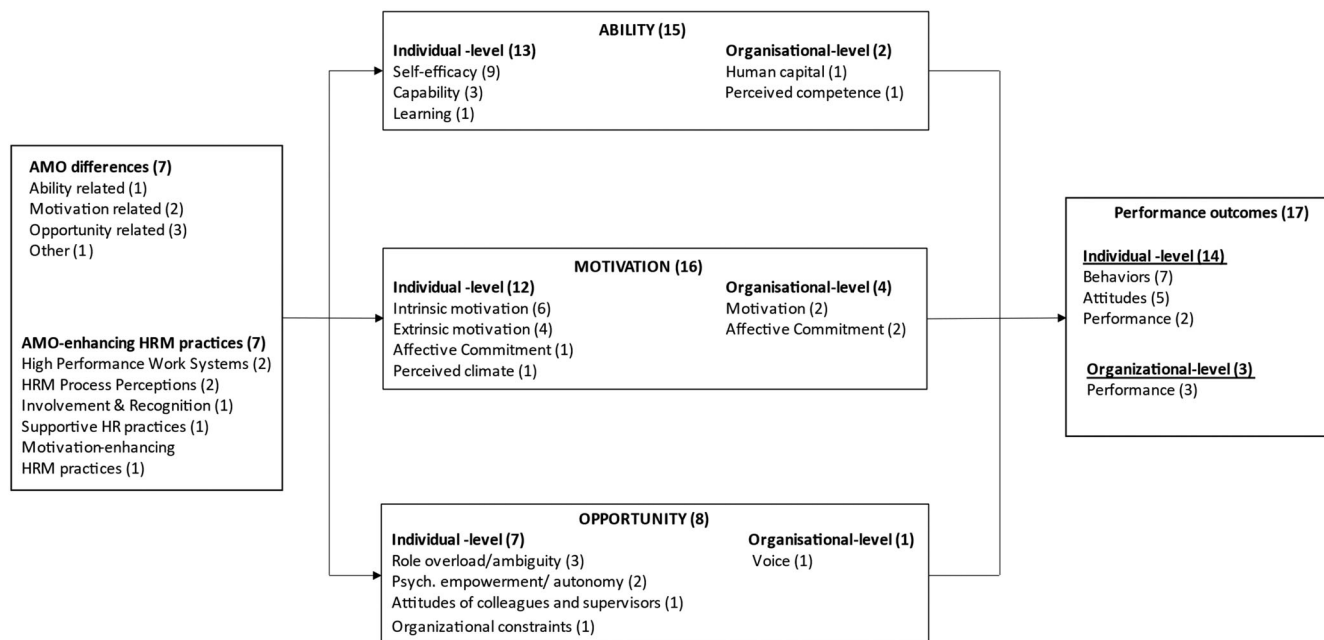 AMO differences (7)
Ability related (1)
Motivation related (2)
Opportunity related (3)
Other (1)
AMO-enhancing HRM practices (7)
High Performance Work Systems (2)
HRM Process Perceptions (2)
Involvement & Recognition (1)
Supportive HR practices (1)
Motivation-enhancing
HRM practices (1)
ABILITY (15)
Individual -level (13)
Self-efficacy (9)
Capability (3)
Learning (1)
Organisational-level (2)
Human capital (1)
Perceived competence (1)
MOTIVATION (16)
Individual -level (12)
Intrinsic motivation (6)
Extrinsic motivation (4)
Affective Commitment (1)
Perceived climate (1)
Organisational-level (4)
Motivation (2)
Affective Commitment (2)
OPPORTUNITY (8)
Individual -level (7)
Role overload/ambiguity (3)
Psych. empowerment/ autonomy (2)
Attitudes of colleagues and supervisors (1)
Organizational constraints (1)
Organisational-level (1)
Voice (1)
Performance outcomes (17)
Individual -level (14)
Behaviors (7)
Attitudes (5)
Performance (2)
Organizational-level (3)
Performance (3)